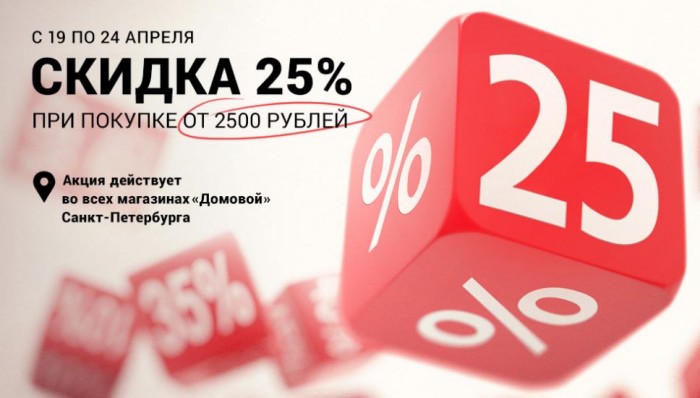 С 19 ПО 24 АПРЕЛЯ
СКИДКА 25%
ПРИ ПОКУПКЕ ОТ 2500 РУБЛЕЙ
Акция действует
во всех магазинах «Домовой»
Санкт-Петербурга
% 25
%
35%